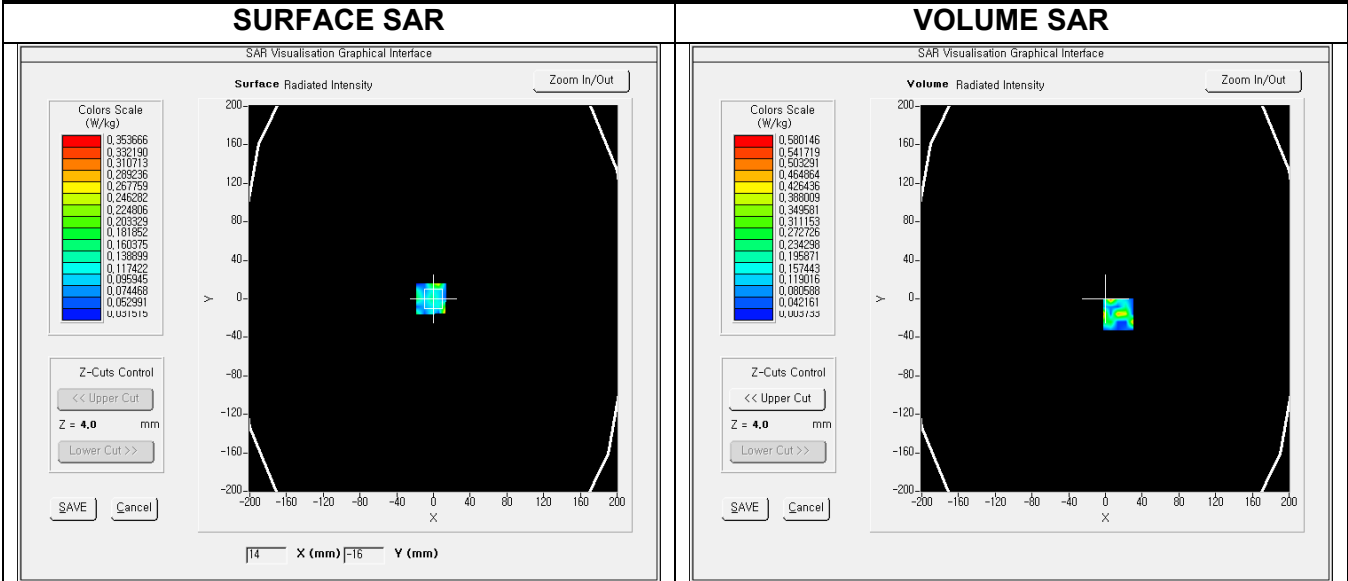 SURFACE SAR
SAR Visualisation Graphical Interface
Surface Radiated Intensity
Zoom In/Out
Colors Scale
(W/kg)
0,353666
0,332190
0,310713
0,289236
0,267759
0,246282
0,224806
0,203329
0,181852
0,160375
0,138899
0,117422
0,095945
0,074468
0,052991
0,031515
Z-Cuts Control
<< Upper Cut
Z = 4.0 mm
Lower Cut >>
SAVE Cancel
200
160
120
80
40
0
-40
-80
-120
-160
-200
Y
-200 -160 -120 -80 -40 0 40 80 120 160 200
X
14 X (mm) -16 Y (mm)
VOLUME SAR
SAR Visualisation Graphical Interface
Volume Radiated Intensity
Zoom In/Out
Colors Scale
(W/kg)
0,580146
0,541719
0,503291
0,464864
0,426436
0,388009
0,349581
0,311153
0,272726
0,234298
0,195871
0,157443
0,119016
0,080588
0,042161
0,003733
Z-Cuts Control
<< Upper Cut
Z = 4.0 mm
Lower Cut >>
SAVE Cancel
200
160
120
80
40
0
-40
-80
-120
-160
-200
Y
-200 -160 -120 -80 -40 0 40 80 120 160 200
X